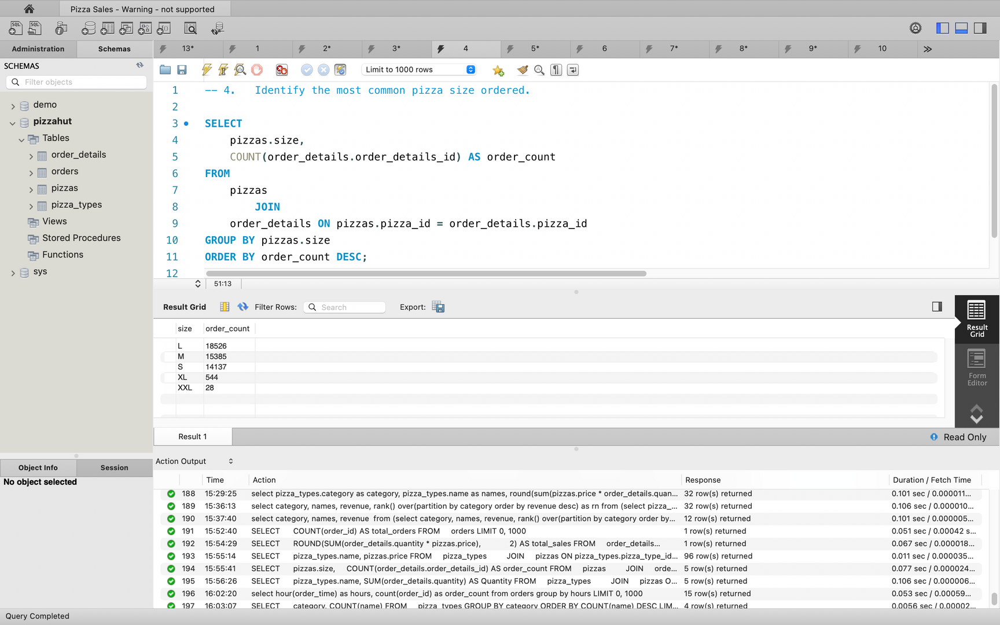 Pizza Sales - Warning - not supported
Administration
Schemas
13*
1
2*
3*
4
5*
6
7*
8*
9*
10
SCHEMAS
Filter objects
demo
pizzahut
Tables
order_details
orders
pizzas
pizza_types
Views
Stored Procedures
Functions
sys
Limit to 1000 rows
1 -- 4.   Identify the most common pizza size ordered.
2
3 SELECT
4 pizzas.size,
5 COUNT(order_details.order_details_id) AS order_count
6 FROM
7 pizzas
8 JOIN
9 order_details ON pizzas.pizza_id = order_details.pizza_id
10 GROUP BY pizzas.size
11 ORDER BY order_count DESC;
12
51:13
Result Grid
Filter Rows:
Search
Export:
size order_count
L 18526
M 15385
S 14137
XL 544
XXL 28
Result
Grid
Form
Editor
Result 1
Read Only
Object Info
Session
No object selected
Action Output
Time Action Response Duration / Fetch Time
188 15:29:25 select pizza_types.category as category, pizza_types.name as names, round(sum(pizzas.price * order_details.quan... 32 row(s) returned 0.101 sec / 0.000011...
189 15:36:13 select category, names, revenue, rank() over(partition by category order by revenue desc) as rn from (select pizza_... 32 row(s) returned 0.106 sec / 0.000010...
190 15:37:40 select category, names, revenue  from (select category, names, revenue, rank() over(partition by category order by... 12 row(s) returned 0.101 sec / 0.000005...
191 15:52:40 SELECT COUNT(order_id) AS total_orders FROM orders LIMIT 0, 1000 1 row(s) returned 0.051 sec / 0.00042 s...
192 15:54:29 SELECT ROUND(SUM(order_details.quantity * pizzas.price), 2) AS total_sales FROM order_details... 1 row(s) returned 0.067 sec / 0.000018...
193 15:55:14 SELECT pizza_types.name, pizzas.price FROM pizza_types JOIN pizzas ON pizza_types.pizza_type_id... 96 row(s) returned 0.011 sec / 0.000035...
194 15:55:41 SELECT pizzas.size, COUNT(order_details.order_details_id) AS order_count FROM pizzas JOIN orde... 5 row(s) returned 0.077 sec / 0.000024...
195 15:56:26 SELECT pizza_types.name, SUM(order_details.quantity) AS Quantity FROM pizza_types JOIN pizzas O... 5 row(s) returned 0.106 sec / 0.000006...
196 16:02:20 select hour(order_time) as hours, count(order_id) as order_count from orders group by hours LIMIT 0, 1000 15 row(s) returned 0.053 sec / 0.00059...
197 16:03:07 SELECT category, COUNT(name) FROM pizza_types GROUP BY category ORDER BY COUNT(name) DESC LIM... 4 row(s) returned 0.0056 sec / 0.00002...
Query Completed